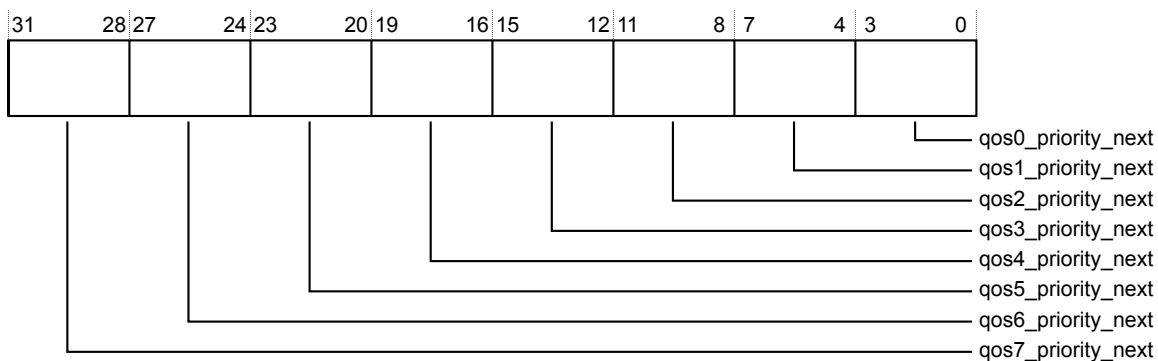 31 28 27 24 23 20 19 16 15 12 11 8 7 4 3 0
qos0_priority_next
qos1_priority_next
qos2_priority_next
qos3_priority_next
qos4_priority_next
qos5_priority_next
qos6_priority_next
qos7_priority_next